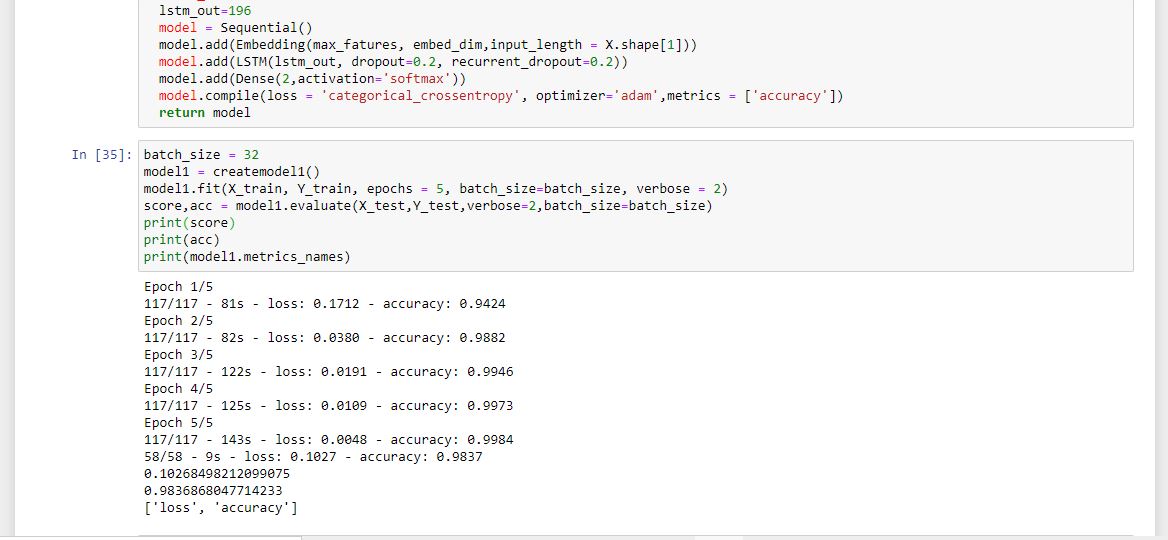 lstm_out=196
model = Sequential()
model.add(Embedding(max_fatures, embed_dim,input_length = X.shape[1]))
model.add(LSTM(lstm_out, dropout=0.2, recurrent_dropout=0.2))
model.add(Dense(2,activation='softmax'))
model.compile(loss = 'categorical_crossentropy', optimizer='adam',metrics = ['accuracy'])
return model
In [35]: batch_size = 32
model1 = createmodel1()
model1.fit(X_train, Y_train, epochs = 5, batch_size=batch_size, verbose = 2)
score,acc = model1.evaluate(X_test,Y_test,verbose=2,batch_size=batch_size)
print(score)
print(acc)
print(model1.metrics_names)
Epoch 1/5
117/117 - 81s - loss: 0.1712 - accuracy: 0.9424
Epoch 2/5
117/117 - 82s - loss: 0.0380 - accuracy: 0.9882
Epoch 3/5
117/117 - 122s - loss: 0.0191 - accuracy: 0.9946
Epoch 4/5
117/117 - 125s - loss: 0.0109 - accuracy: 0.9973
Epoch 5/5
117/117 - 143s - loss: 0.0048 - accuracy: 0.9984
58/58 - 9s - loss: 0.1027 - accuracy: 0.9837
0.10268498212099075
0.9836868047714233
['loss', 'accuracy']